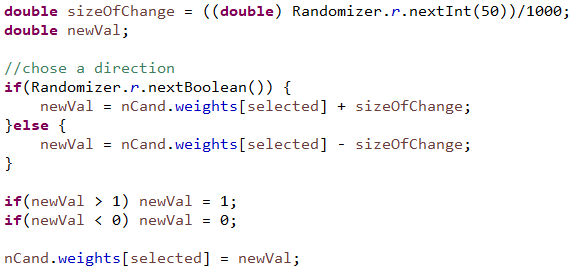 double sizeOfChange = ((double) Randomizer.r.nextInt(50))/1000;
double newVal;

//chose a direction
if(Randomizer.r.nextBoolean()) {
    newVal = nCand.weights[selected] + sizeOfChange;
}else {
    newVal = nCand.weights[selected] - sizeOfChange;
}

if(newVal > 1) newVal = 1;
if(newVal < 0) newVal = 0;

nCand.weights[selected] = newVal;